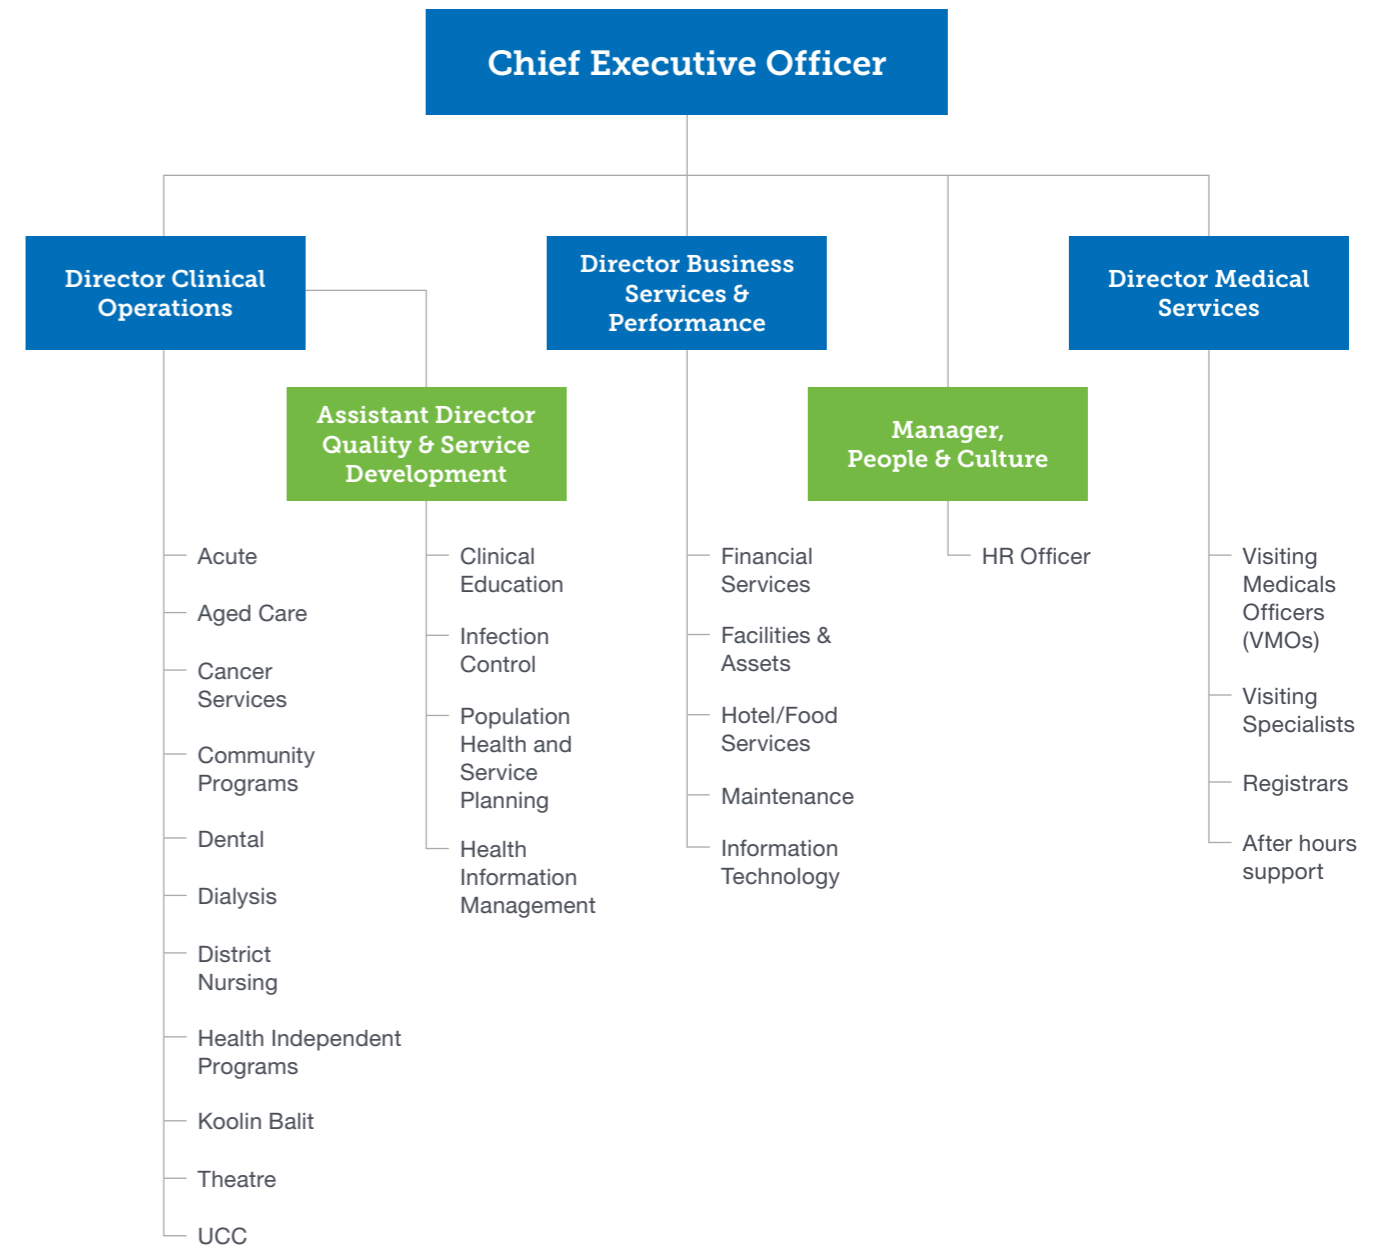 Chief Executive Officer
Director Clinical
Operations
Director Business
Services &
Performance
Director Medical
Services
Assistant Director
Quality & Service
Development
Manager,
People & Culture
Acute
Aged Care
Cancer
Services
Community
Programs
Dental
Dialysis
District
Nursing
Health Independent
Programs
Koolin Balit
Theatre
UCC
Clinical
Education
Infection
Control
Population
Health and
Service
Planning
Health
Information
Management
Financial
Services
Facilities &
Assets
Hotel/Food
Services
Maintenance
Information
Technology
HR Officer
Visiting
Medicals
Officers
(VMOs)
Visiting
Specialists
Registrars
After hours
support